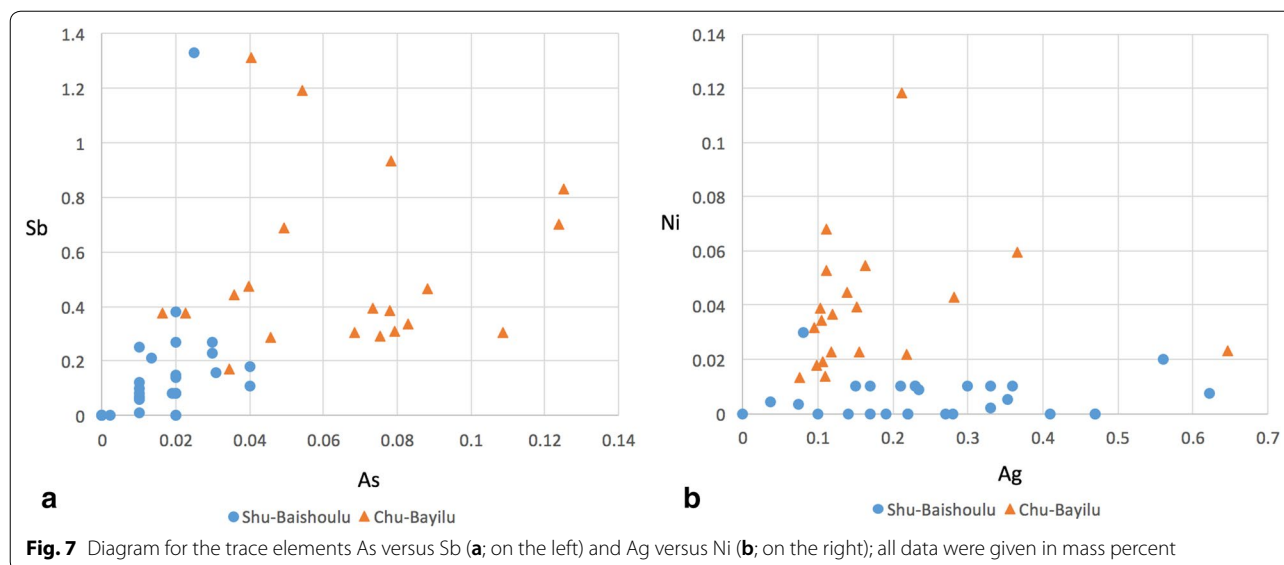 1.4
1.2
1
0.8
Sb 0.6
0.4
0.2
0
0 0.02 0.04 0.06 0.08 0.1 0.12 0.14
As
a
Shu-Baishoulu Chu-Bayilu
0.14
0.12
0.1
0.08
Ni
0.06
0.04
0.02
0
0 0.1 0.2 0.3 0.4 0.5 0.6 0.7
Ag
b
Shu-Baishoulu Chu-Bayilu
Fig. 7 Diagram for the trace elements As versus Sb (a; on the left) and Ag versus Ni (b; on the right); all data were given in mass percent